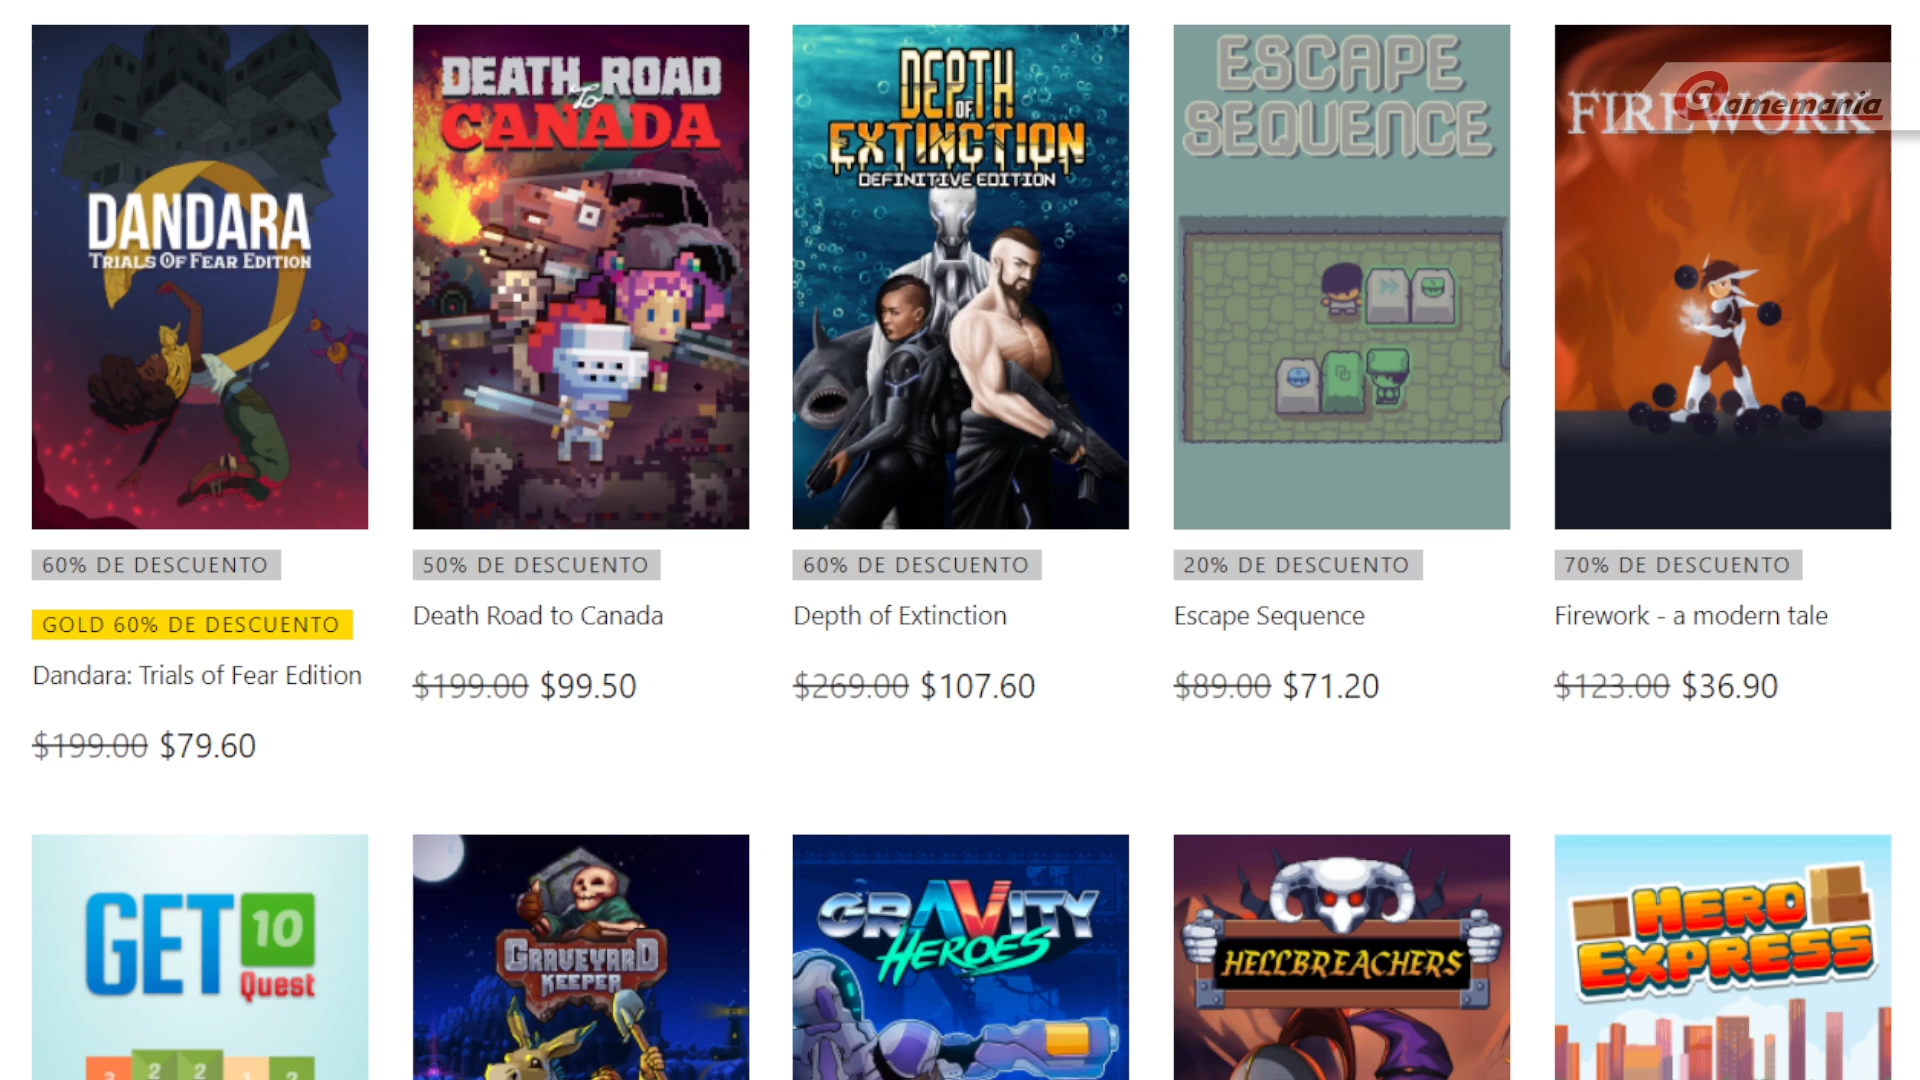 DANDARA
TRIALS OF FEAR EDITION
DEATH ROAD
To
CANADA
DEPTH
OF
EXTINCTION
DEFINITIVE EDITION
ESCAPE
SEQUENCE
FIREWORK
Gamemania
60% DE DESCUENTO
GOLD 60% DE DESCUENTO
Dandara: Trials of Fear Edition
$199.00 $79.60
50% DE DESCUENTO
Death Road to Canada
$199.00 $99.50
60% DE DESCUENTO
Depth of Extinction
$269.00 $107.60
20% DE DESCUENTO
Escape Sequence
$89.00 $71.20
70% DE DESCUENTO
Firework - a modern tale
$123.00 $36.90
GET 10
Quest
2 2
GRAVEYARD
KEEPER
GRAVITY
HEROES
HELLBREACHERS
HERO
EXPRESS